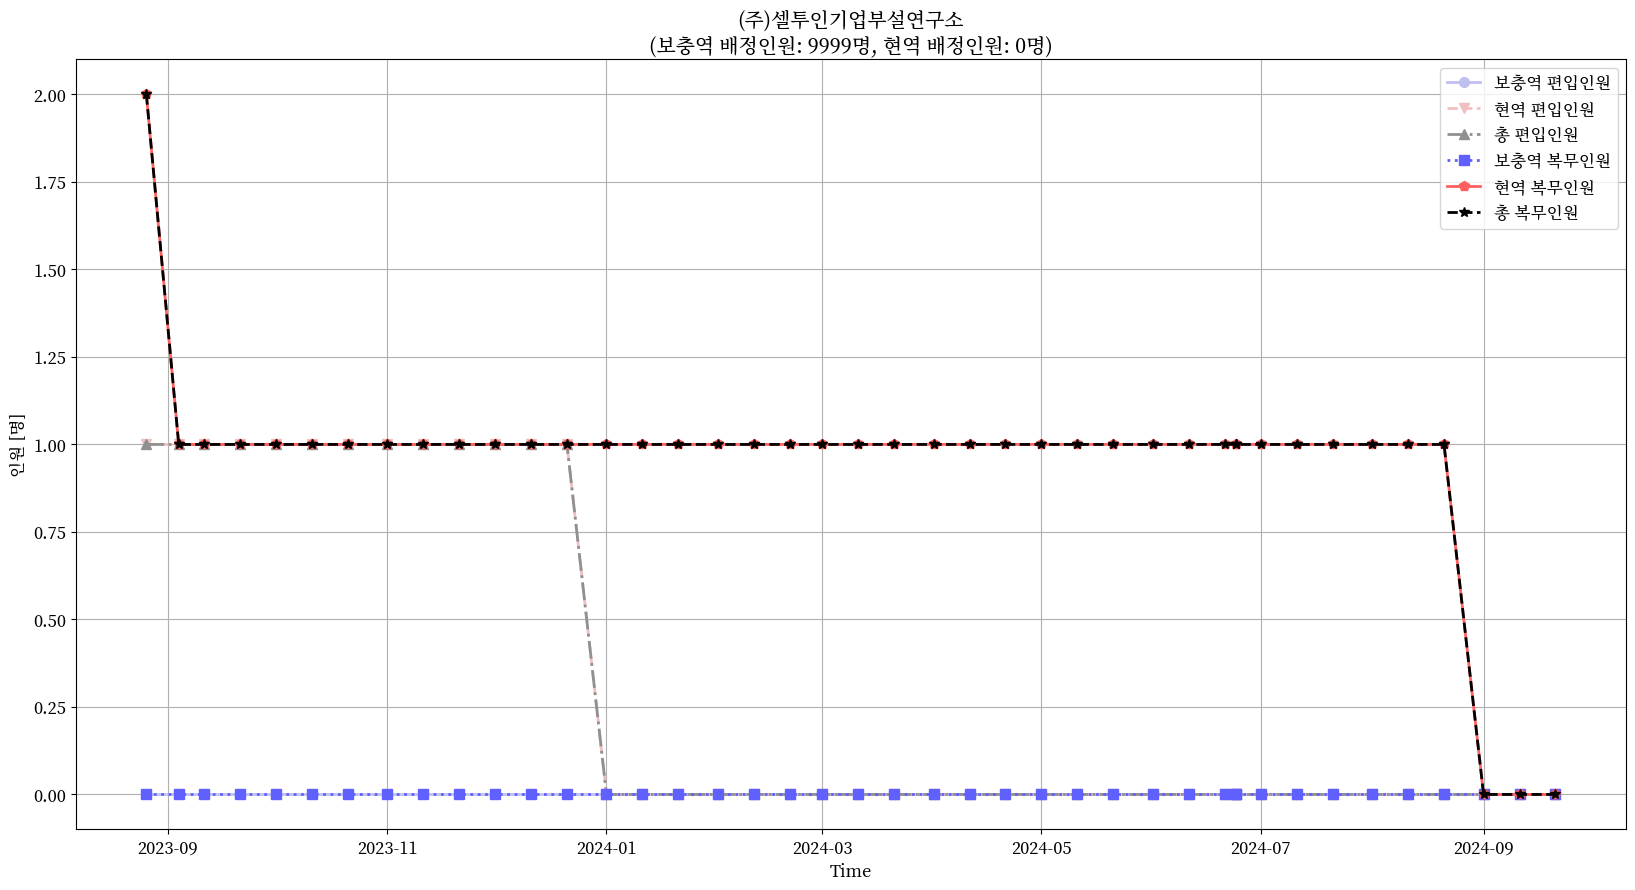 (주)셀투인기업부설연구소
(보충역 배정인원: 9999명, 현역 배정인원: 0명)
보충역 편입인원
현역 편입인원
총 편입인원
보충역 복무인원
현역 복무인원
총 복무인원
인원 [명]
2.00
1.75
1.50
1.25
1.00
0.75
0.50
0.25
0.00
2023-09
2023-11
2024-01
2024-03
2024-05
2024-07
2024-09
Time